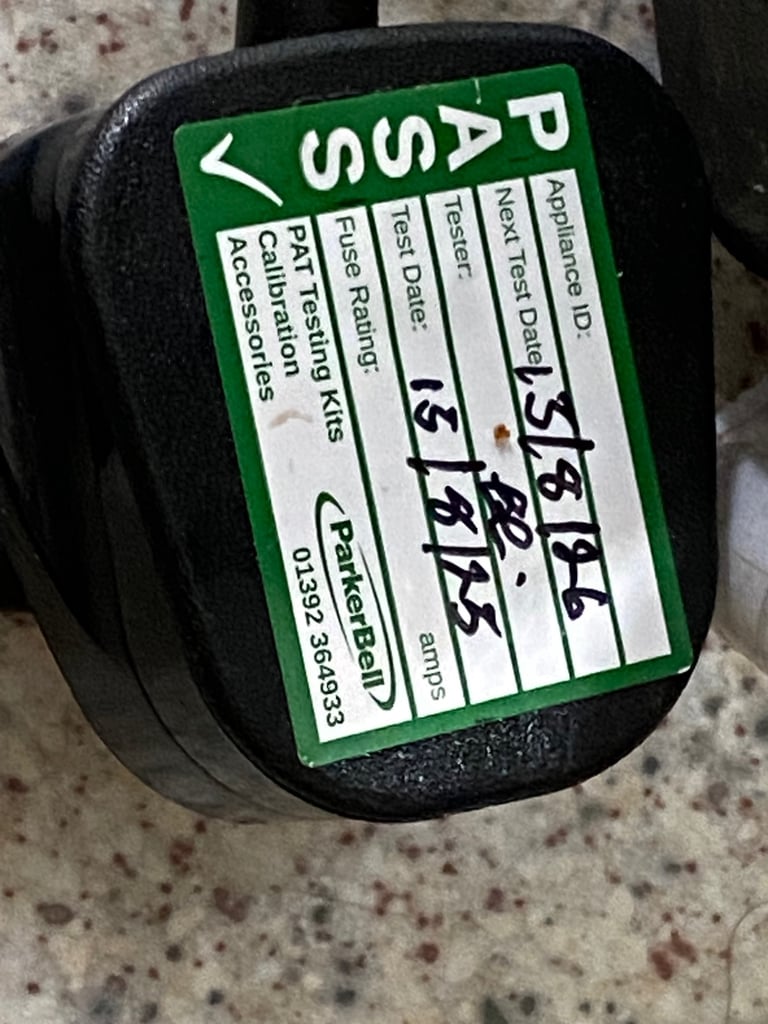 PASS ✓
Appliance ID:
Next Test Date: 13/8/26
Tester:
Test Date: 13/8/25
Fuse Rating: amps
PAT Testing Kits
Calibration
Accessories
ParkerBell
01392 364933